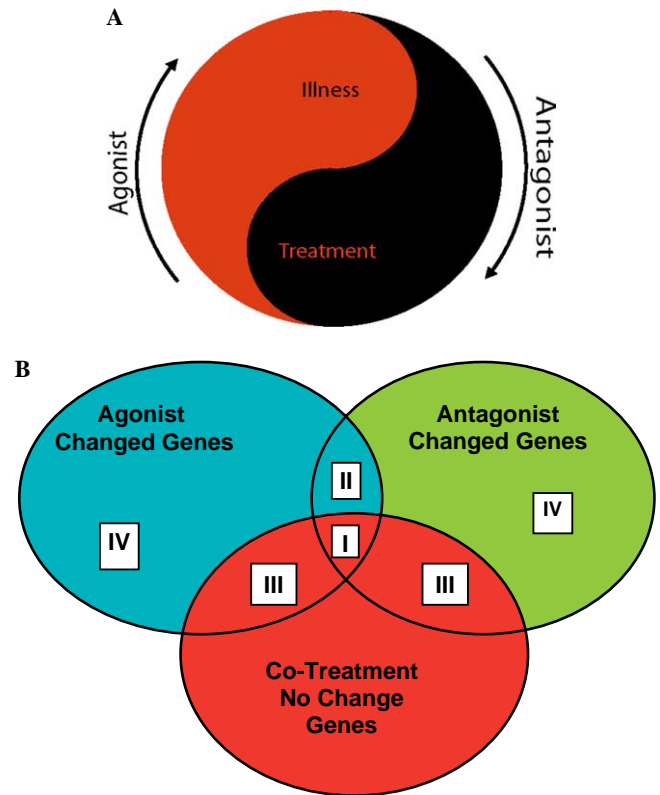 A
Illness
Agonist
Antagonist
Treatment
B
Agonist
Changed Genes
Antagonist
Changed Genes
II
IV
IV
I
III
III
Co-Treatment
No Change
Genes